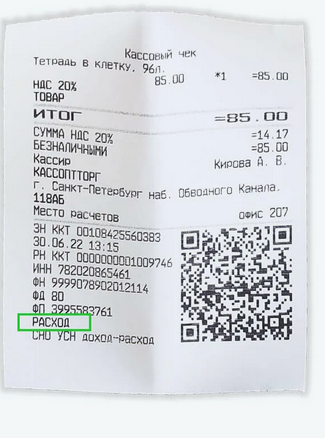 Кассовый чек
Тетрадь в клетку, 96л.
85.00 *1 =85.00
НДС 20%
ТОВАР
ИТОГ =85.00
СУММА НДС 20% =14.17
БЕЗНАЛИЧНЫМИ =85.00
Кассир Кирова А. В.
КАССОПТТОРГ
г. Санкт-Петербург наб. Обводного Канала.
118АБ
Место расчетов ОФИС 207
ЗН ККТ 00108425560383
30.06.22 13:15
РН ККТ 0000000001009746
ИНН 782020865461
ФН 9999078902012114
ФД 80
ФП 3995583761
РАСХОД
СНО УСН доход-расход